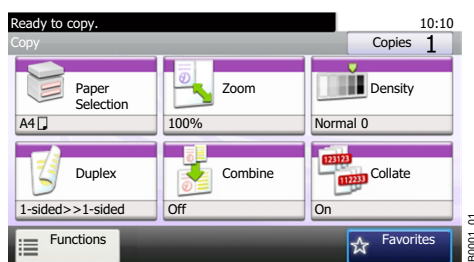 Ready to copy.
10:10
Copy
Copies 1
Paper
Selection
A4
Zoom
100%
Density
Normal 0
Duplex
1-sided>>1-sided
Combine
Off
123123
112233
Collate
On
Functions
Favorites
B0001_01